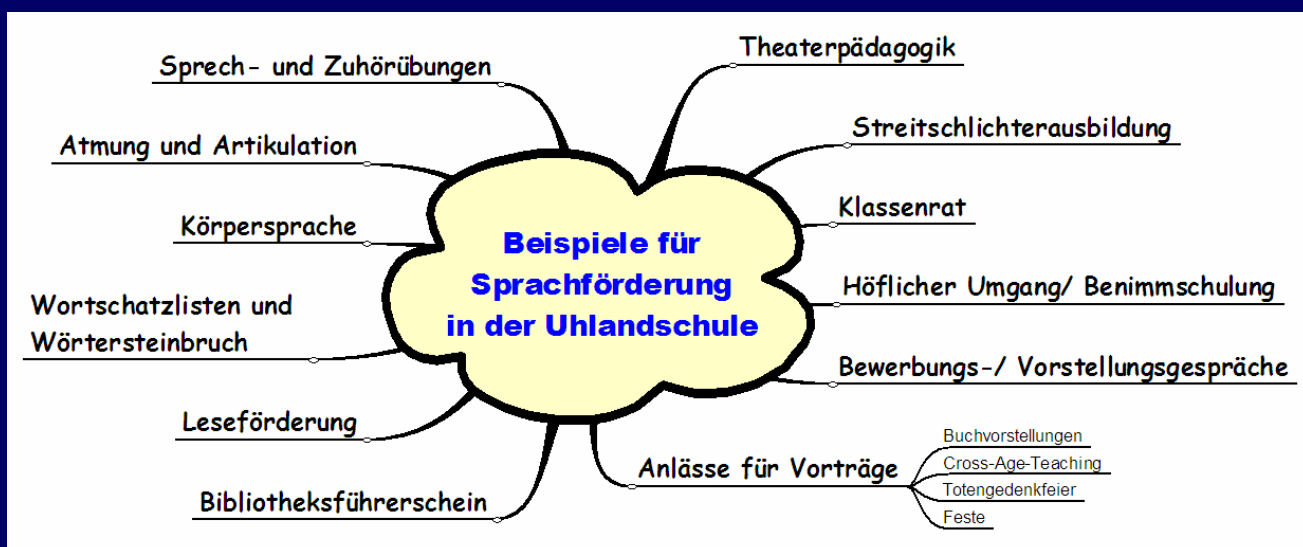 Beispiele für
Sprachförderung
in der Uhlandschule
Theaterpädagogik
Streitschlichterausbildung
Klassenrat
Höflicher Umgang/ Benimmschulung
Bewerbungs-/ Vorstellungsgespräche
Anlässe für Vorträge
Buchvorstellungen
Cross-Age-Teaching
Totengedenkfeier
Feste
Sprech- und Zuhörübungen
Atmung und Artikulation
Körpersprache
Wortschatzlisten und
Wörtersteinbruch
Leseförderung
Bibliotheksführerschein